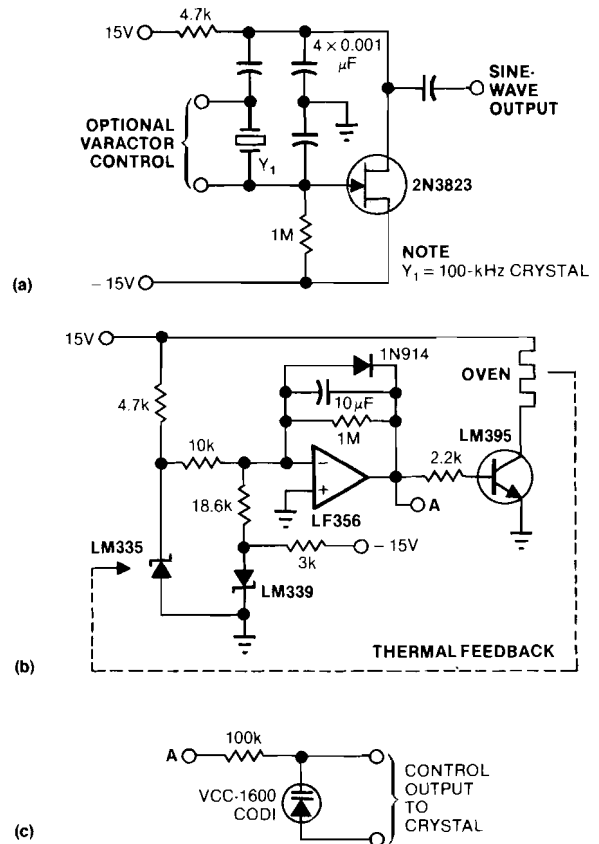 15V
4.7k
4 × 0.001
µF
SINE-
WAVE
OUTPUT
OPTIONAL
VARACTOR
CONTROL
Y1
2N3823
1M
NOTE
Y1 = 100-kHz CRYSTAL
(a)
– 15V
15V
1N914
OVEN
4.7k
10µF
1M
LM395
10k
2.2k
–
+
18.6k
LF356
A
LM335
– 15V
3k
LM339
THERMAL FEEDBACK
(b)
100k
A
CONTROL
OUTPUT
TO
CRYSTAL
VCC-1600
CODI
(c)